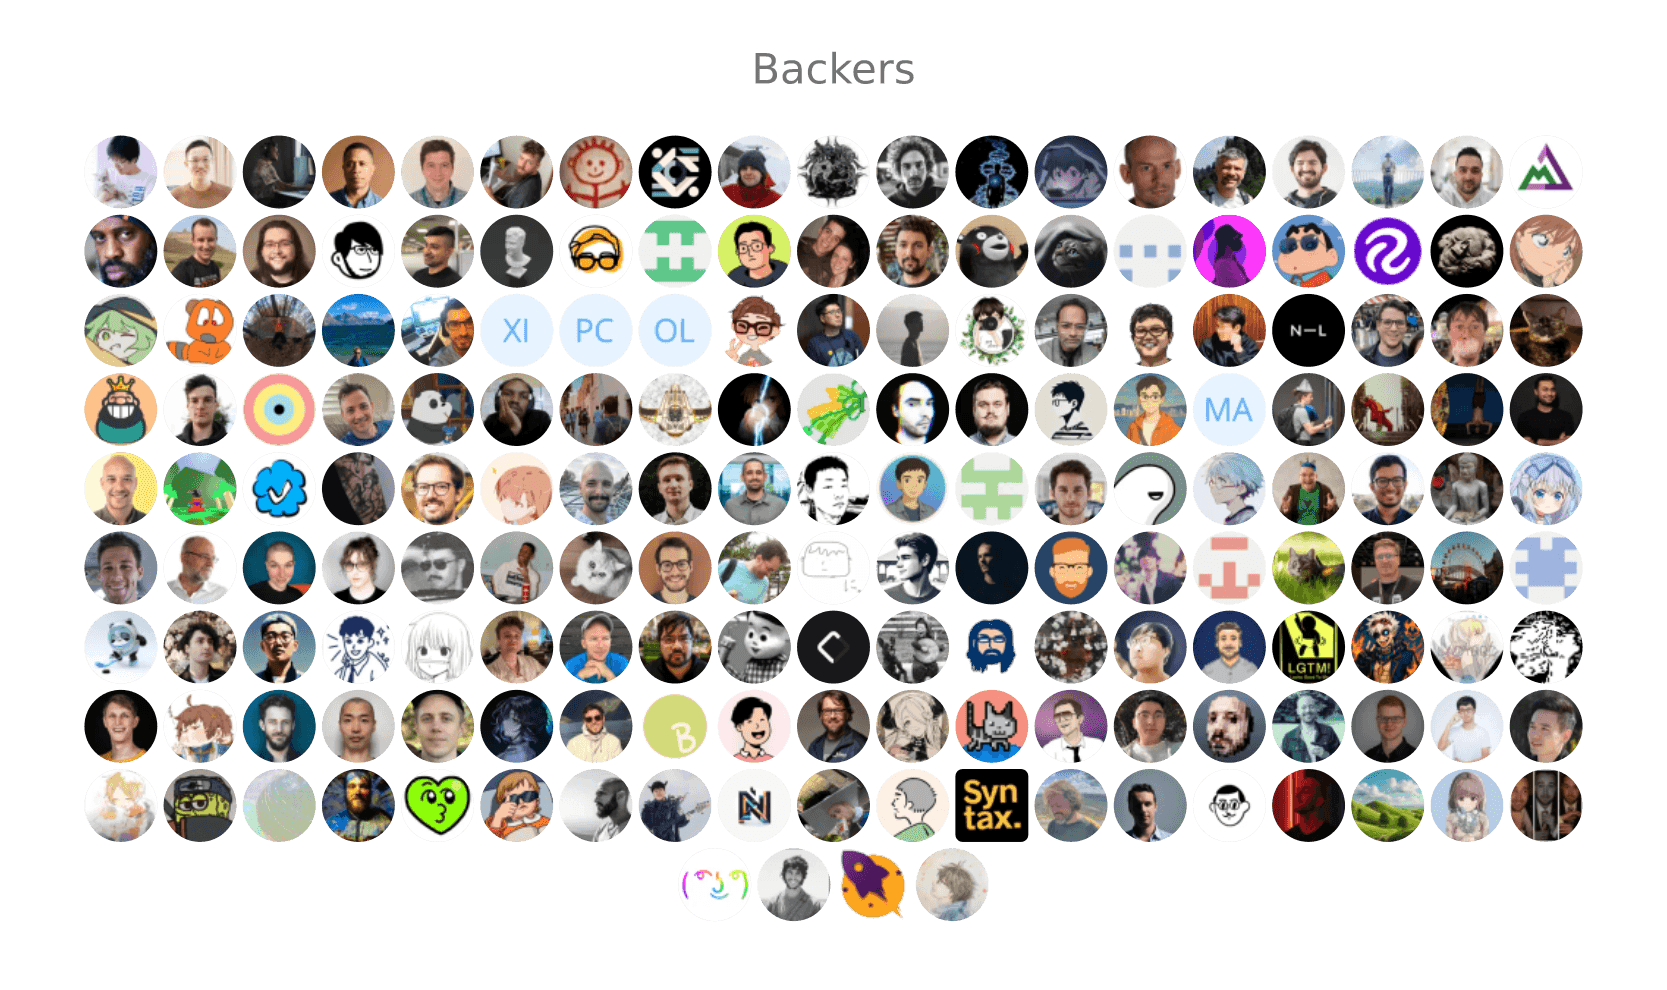 Backers
XI
PC
OL
N—L
MA
LGTM!
B
N
Syn
tax.